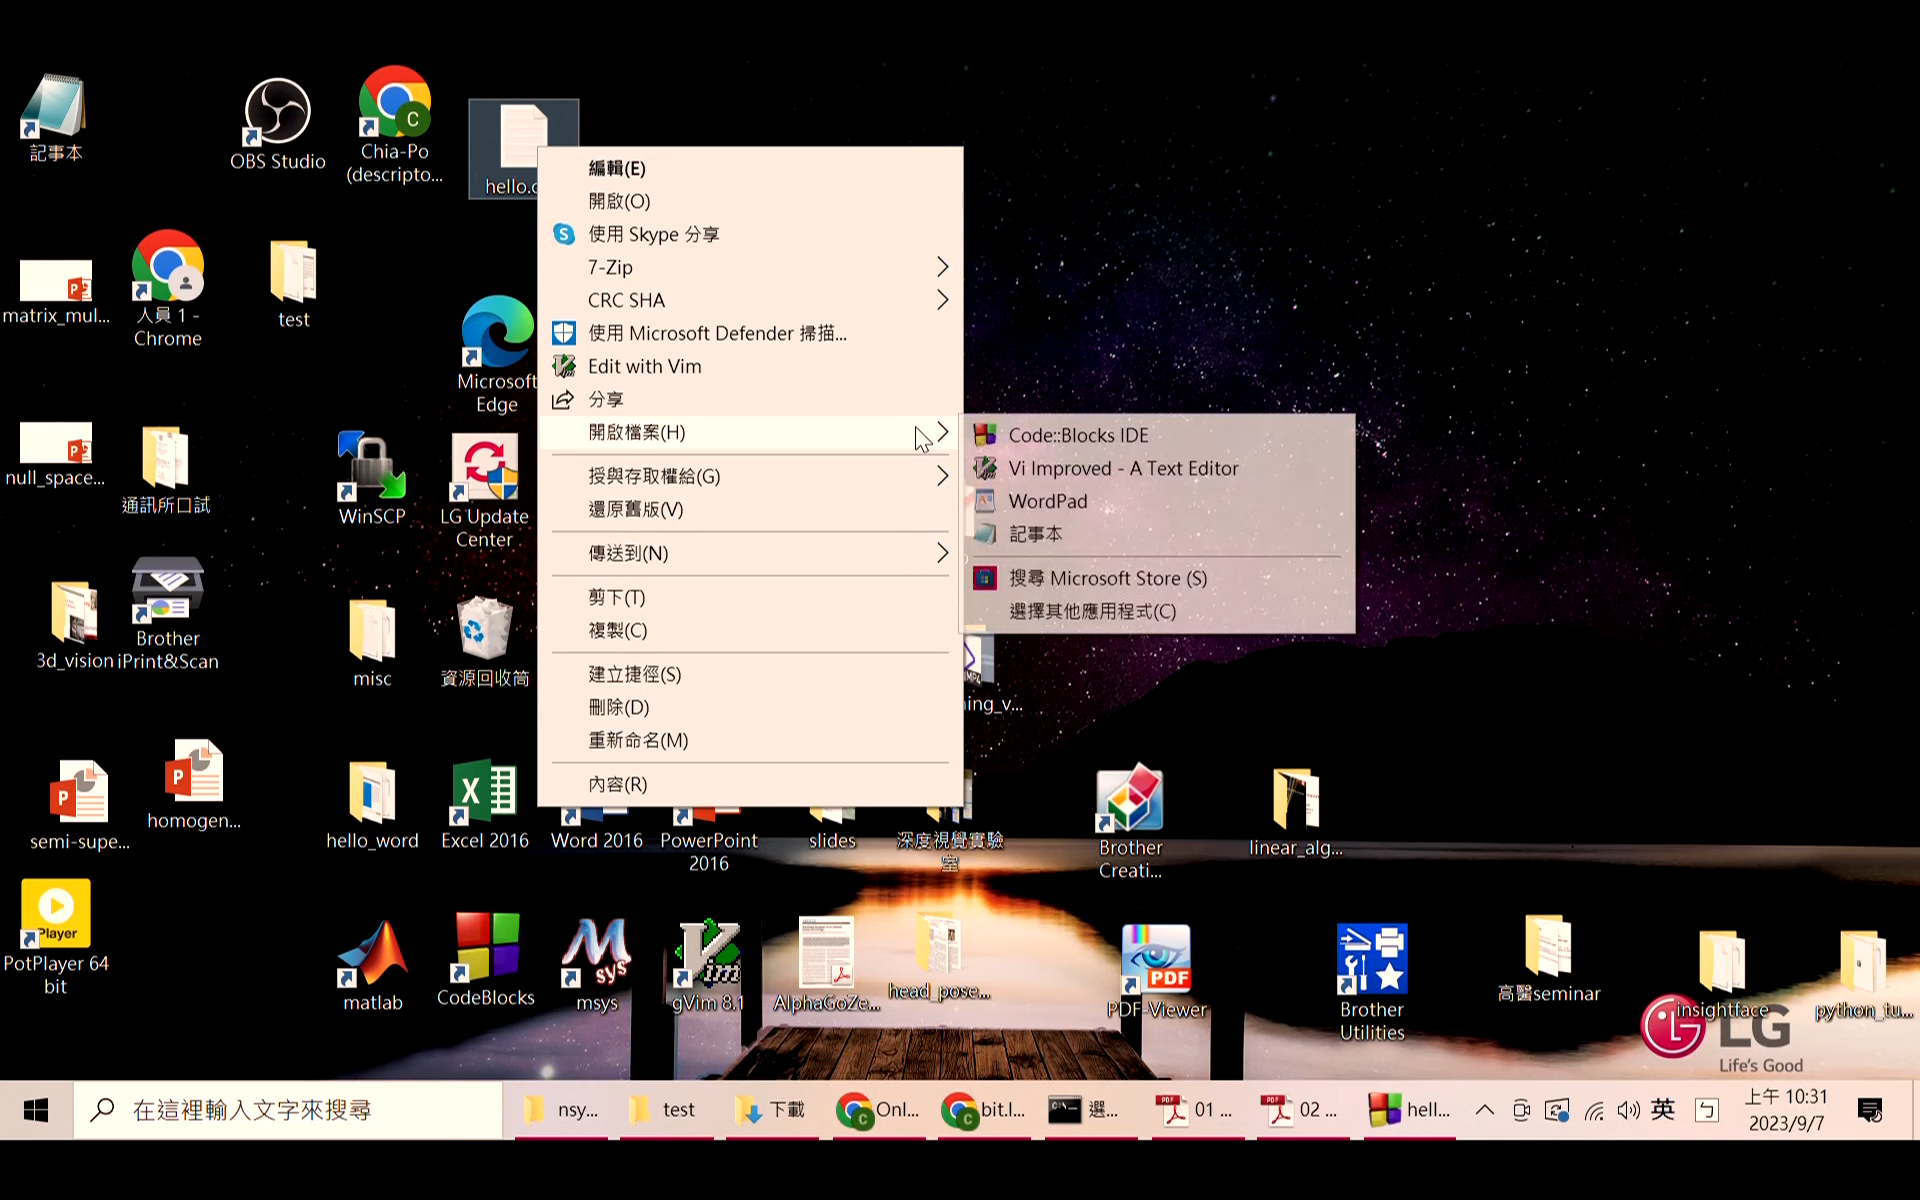 記事本
OBS Studio
Chia-Po
(descripto...
hello.c
matrix_mul...
人員 1 -
Chrome
test
Microsoft
Edge
null_space...
通訊所口試
WinSCP
LG Update
Center
3d_vision
Brother
iPrint&Scan
misc
資源回收筒
semi-supe...
homogen...
hello_word
Excel 2016
Word 2016
PowerPoint
2016
slides
深度視覺實驗
室
Brother
Creati...
linear_alg...
Player
PotPlayer 64
bit
matlab
CodeBlocks
msys
gVim 8.1
AlphaGoZe...
head_pose...
PDF
PDF-Viewer
Brother
Utilities
高醫seminar
insightface
python_tu...
LG
Life's Good
編輯(E)
開啟(O)
使用 Skype 分享
7-Zip
CRC SHA
使用 Microsoft Defender 掃描...
Edit with Vim
分享
開啟檔案(H)
授與存取權給(G)
還原舊版(V)
傳送到(N)
剪下(T)
複製(C)
建立捷徑(S)
刪除(D)
重新命名(M)
內容(R)
Code::Blocks IDE
Vi Improved - A Text Editor
WordPad
記事本
搜尋 Microsoft Store (S)
選擇其他應用程式(C)
ing_v...
在這裡輸入文字來搜尋
nsy...
test
下載
Onl...
bit.l...
選...
01 ...
02 ...
hell...
英
ㄅ
上午 10:31
2023/9/7